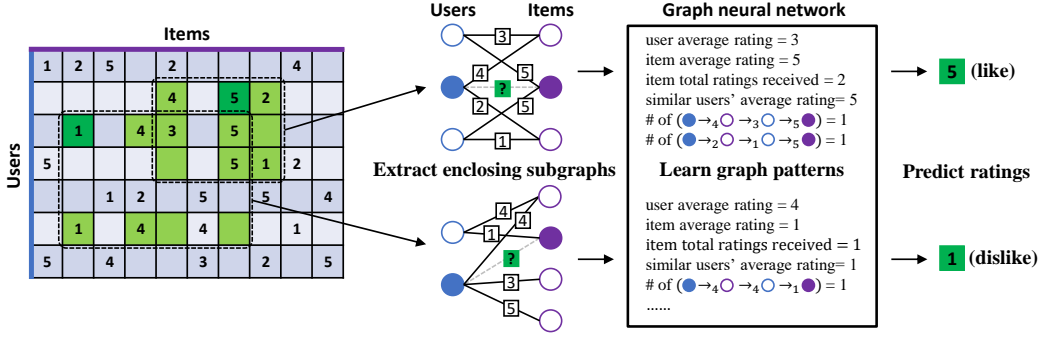 Users Items
Graph neural network
Items
1 2 5 2 4
4 5 2
1 4 3 5
5 5 1 2
1 2 5 5 4
1 4 4 1
5 4 3 2 5
Users
3
4 5
?
2 5
1
user average rating = 3
item average rating = 5
item total ratings received = 2
similar users’ average rating= 5
# of (→4 →3 →5 ) = 1
# of (→2 →1 →5 ) = 1
5 (like)
Extract enclosing subgraphs
Learn graph patterns
Predict ratings
4
4
1
?
3
5
user average rating = 4
item average rating = 1
item total ratings received = 1
similar users’ average rating= 1
# of (→4 →4 →1 ) = 1
......
1 (dislike)